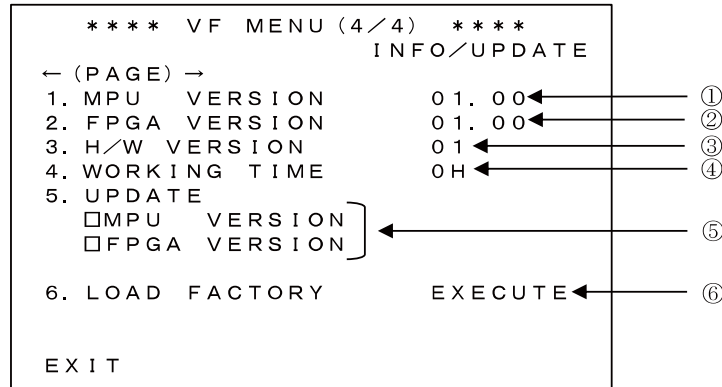 **** VF MENU(4/4) ****
INFO/UPDATE
← (PAGE) →
1. MPU VERSION 01.00 ①
2. FPGA VERSION 01.00 ②
3. H/W VERSION 01 ③
4. WORKING TIME 0H ④
5. UPDATE
□MPU VERSION
□FPGA VERSION ⑤
6. LOAD FACTORY EXECUTE ⑥
EXIT